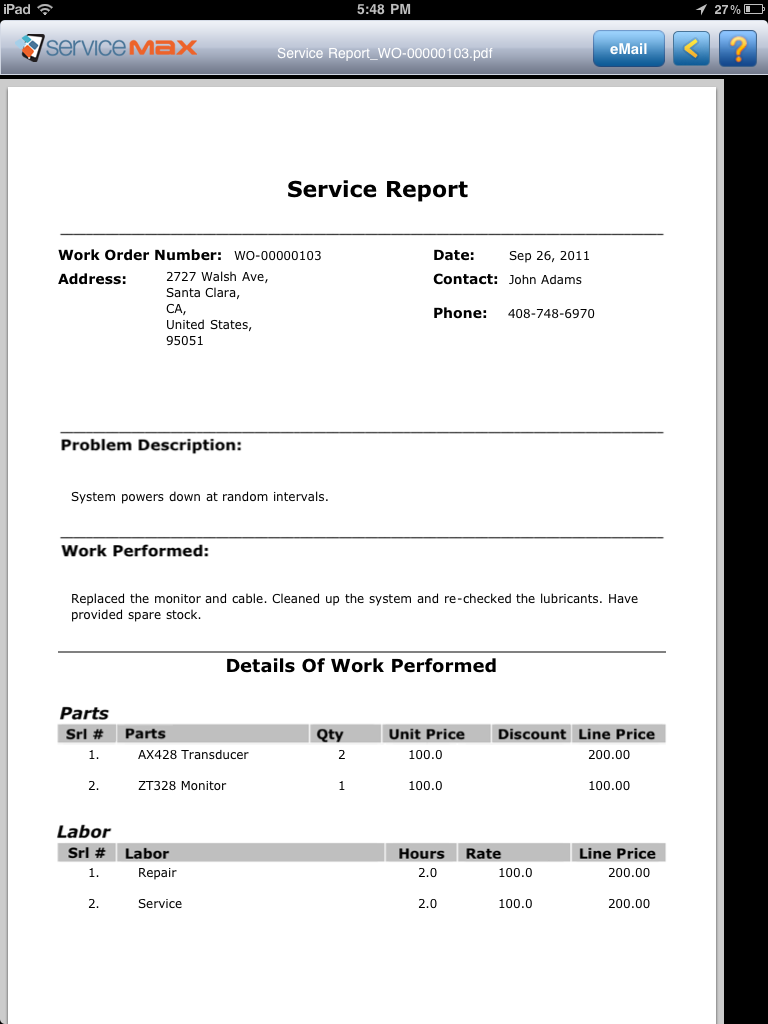 iPad 5:48 PM 27%
serviceMAX Service Report_WO-00000103.pdf eMail < ?
Service Report
Work Order Number: WO-00000103 Date: Sep 26, 2011
Address: 2727 Walsh Ave, Contact: John Adams
Santa Clara,
CA, Phone: 408-748-6970
United States,
95051
Problem Description:
System powers down at random intervals.
Work Performed:
Replaced the monitor and cable. Cleaned up the system and re-checked the lubricants. Have
provided spare stock.
Details Of Work Performed
Parts
Srl # Parts Qty Unit Price Discount Line Price
1. AX428 Transducer 2 100.0 200.00
2. ZT328 Monitor 1 100.0 100.00
Labor
Srl # Labor Hours Rate Line Price
1. Repair 2.0 100.0 200.00
2. Service 2.0 100.0 200.00